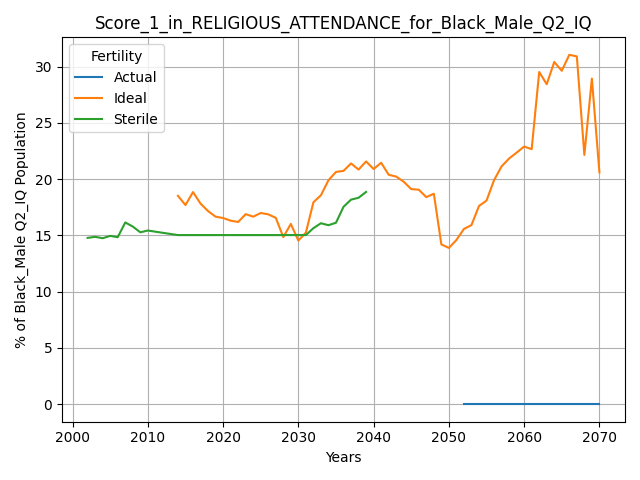 Score_1_in_RELIGIOUS_ATTENDANCE_for_Black_Male_Q2_IQ
Fertility
Actual
Ideal
Sterile
% of Black_Male Q2_IQ Population
30
25
20
15
10
5
0
2000 2010 2020 2030 2040 2050 2060 2070
Years